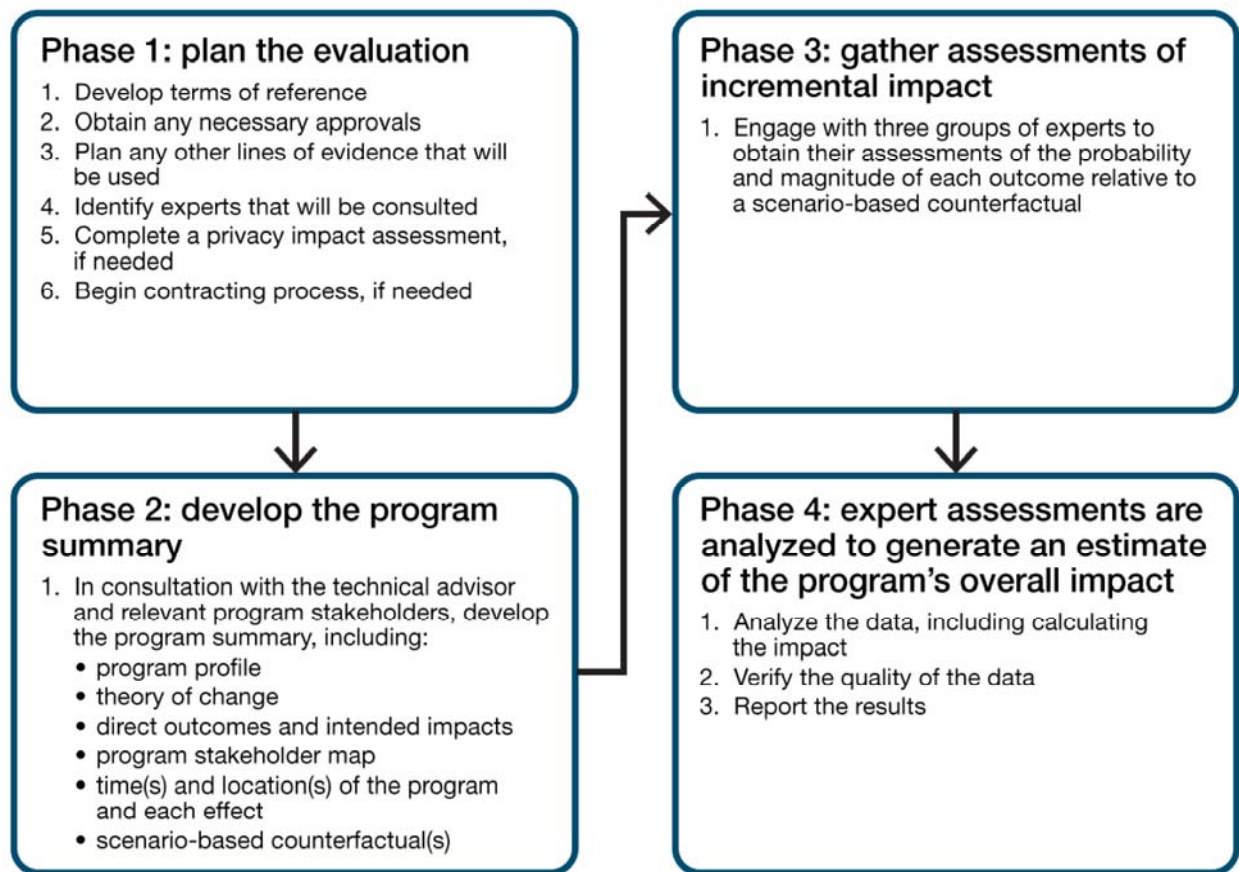 Phase 1: plan the evaluation
1. Develop terms of reference
2. Obtain any necessary approvals
3. Plan any other lines of evidence that will
be used
4. Identify experts that will be consulted
5. Complete a privacy impact assessment,
if needed
6. Begin contracting process, if needed
Phase 2: develop the program
summary
1. In consultation with the technical advisor
and relevant program stakeholders, develop
the program summary, including:
• program profile
• theory of change
• direct outcomes and intended impacts
• program stakeholder map
• time(s) and location(s) of the program
and each effect
• scenario-based counterfactual(s)
Phase 3: gather assessments of
incremental impact
1. Engage with three groups of experts to
obtain their assessments of the probability
and magnitude of each outcome relative to
a scenario-based counterfactual
Phase 4: expert assessments are
analyzed to generate an estimate
of the program’s overall impact
1. Analyze the data, including calculating
the impact
2. Verify the quality of the data
3. Report the results